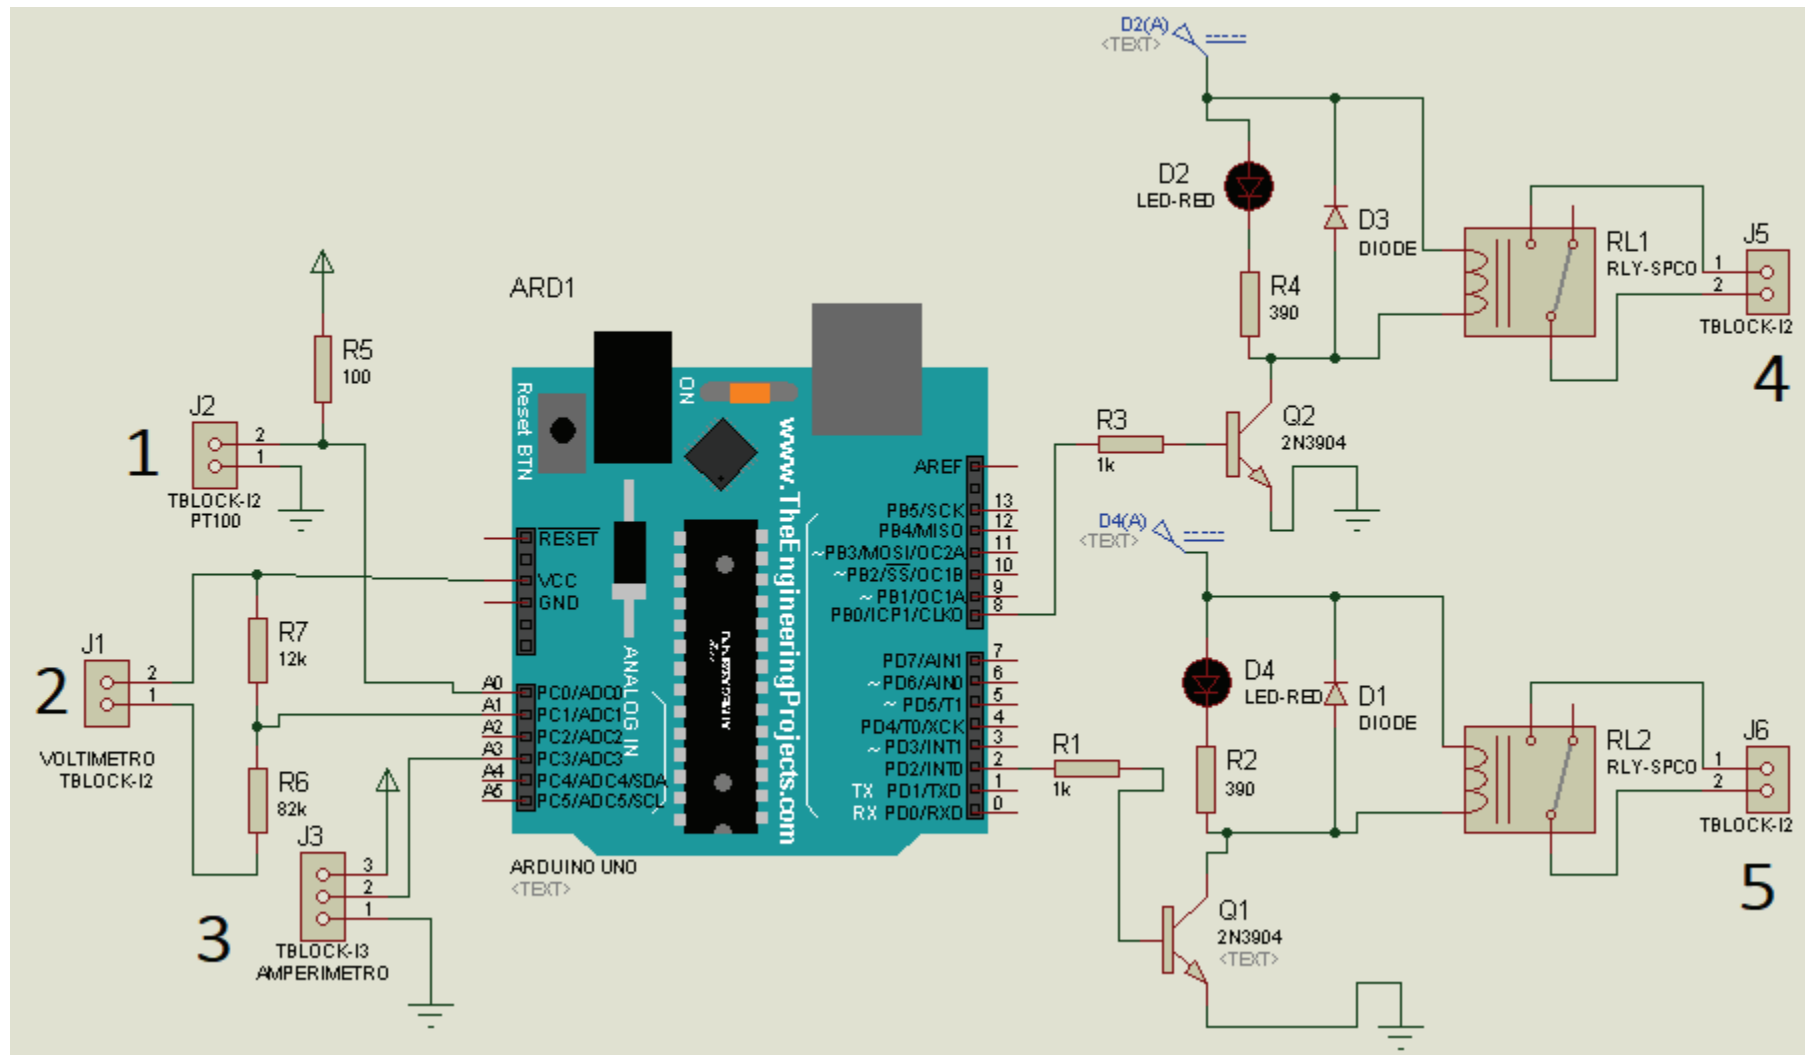 D2(A)
<TEXT>
D2
LED-RED
D3
DIODE
R4
390
RL1
RLY-SPCO
J5
1
2
TBLOCK-I2
4
ARD1
R5
100
J2
2
1
TBLOCK-I2
PT100
1
Reset BTN
ON
www.TheEngineeringProjects.com
ANALOG IN
RESET
VCC
GND
A0 PC0/ADC0
A1 PC1/ADC1
A2 PC2/ADC2
A3 PC3/ADC3
A4 PC4/ADC4/SDA
A5 PC5/ADC5/SCL
AREF
PB5/SCK 13
PB4/MISO 12
~PB3/MOSI/OC2A 11
~PB2/SS/OC1B 10
~PB1/OC1A 9
PB0/ICP1/CLKO 8
PD7/AIN1 7
~PD6/AIN0 6
~PD5/T1 5
PD4/T0/XCK 4
~PD3/INT1 3
PD2/INT0 2
TX PD1/TXD 1
RX PD0/RXD 0
ARDUINO UNO
<TEXT>
R3
1k
Q2
2N3904
J1
2
1
VOLTIMETRO
TBLOCK-I2
2
R7
12k
R6
82k
J3
3
2
1
TBLOCK-I3
AMPERIMETRO
3
D4(A)
<TEXT>
D4
LED-RED
D1
DIODE
R1
1k
R2
390
RL2
RLY-SPCO
J6
1
2
TBLOCK-I2
5
Q1
2N3904
<TEXT>